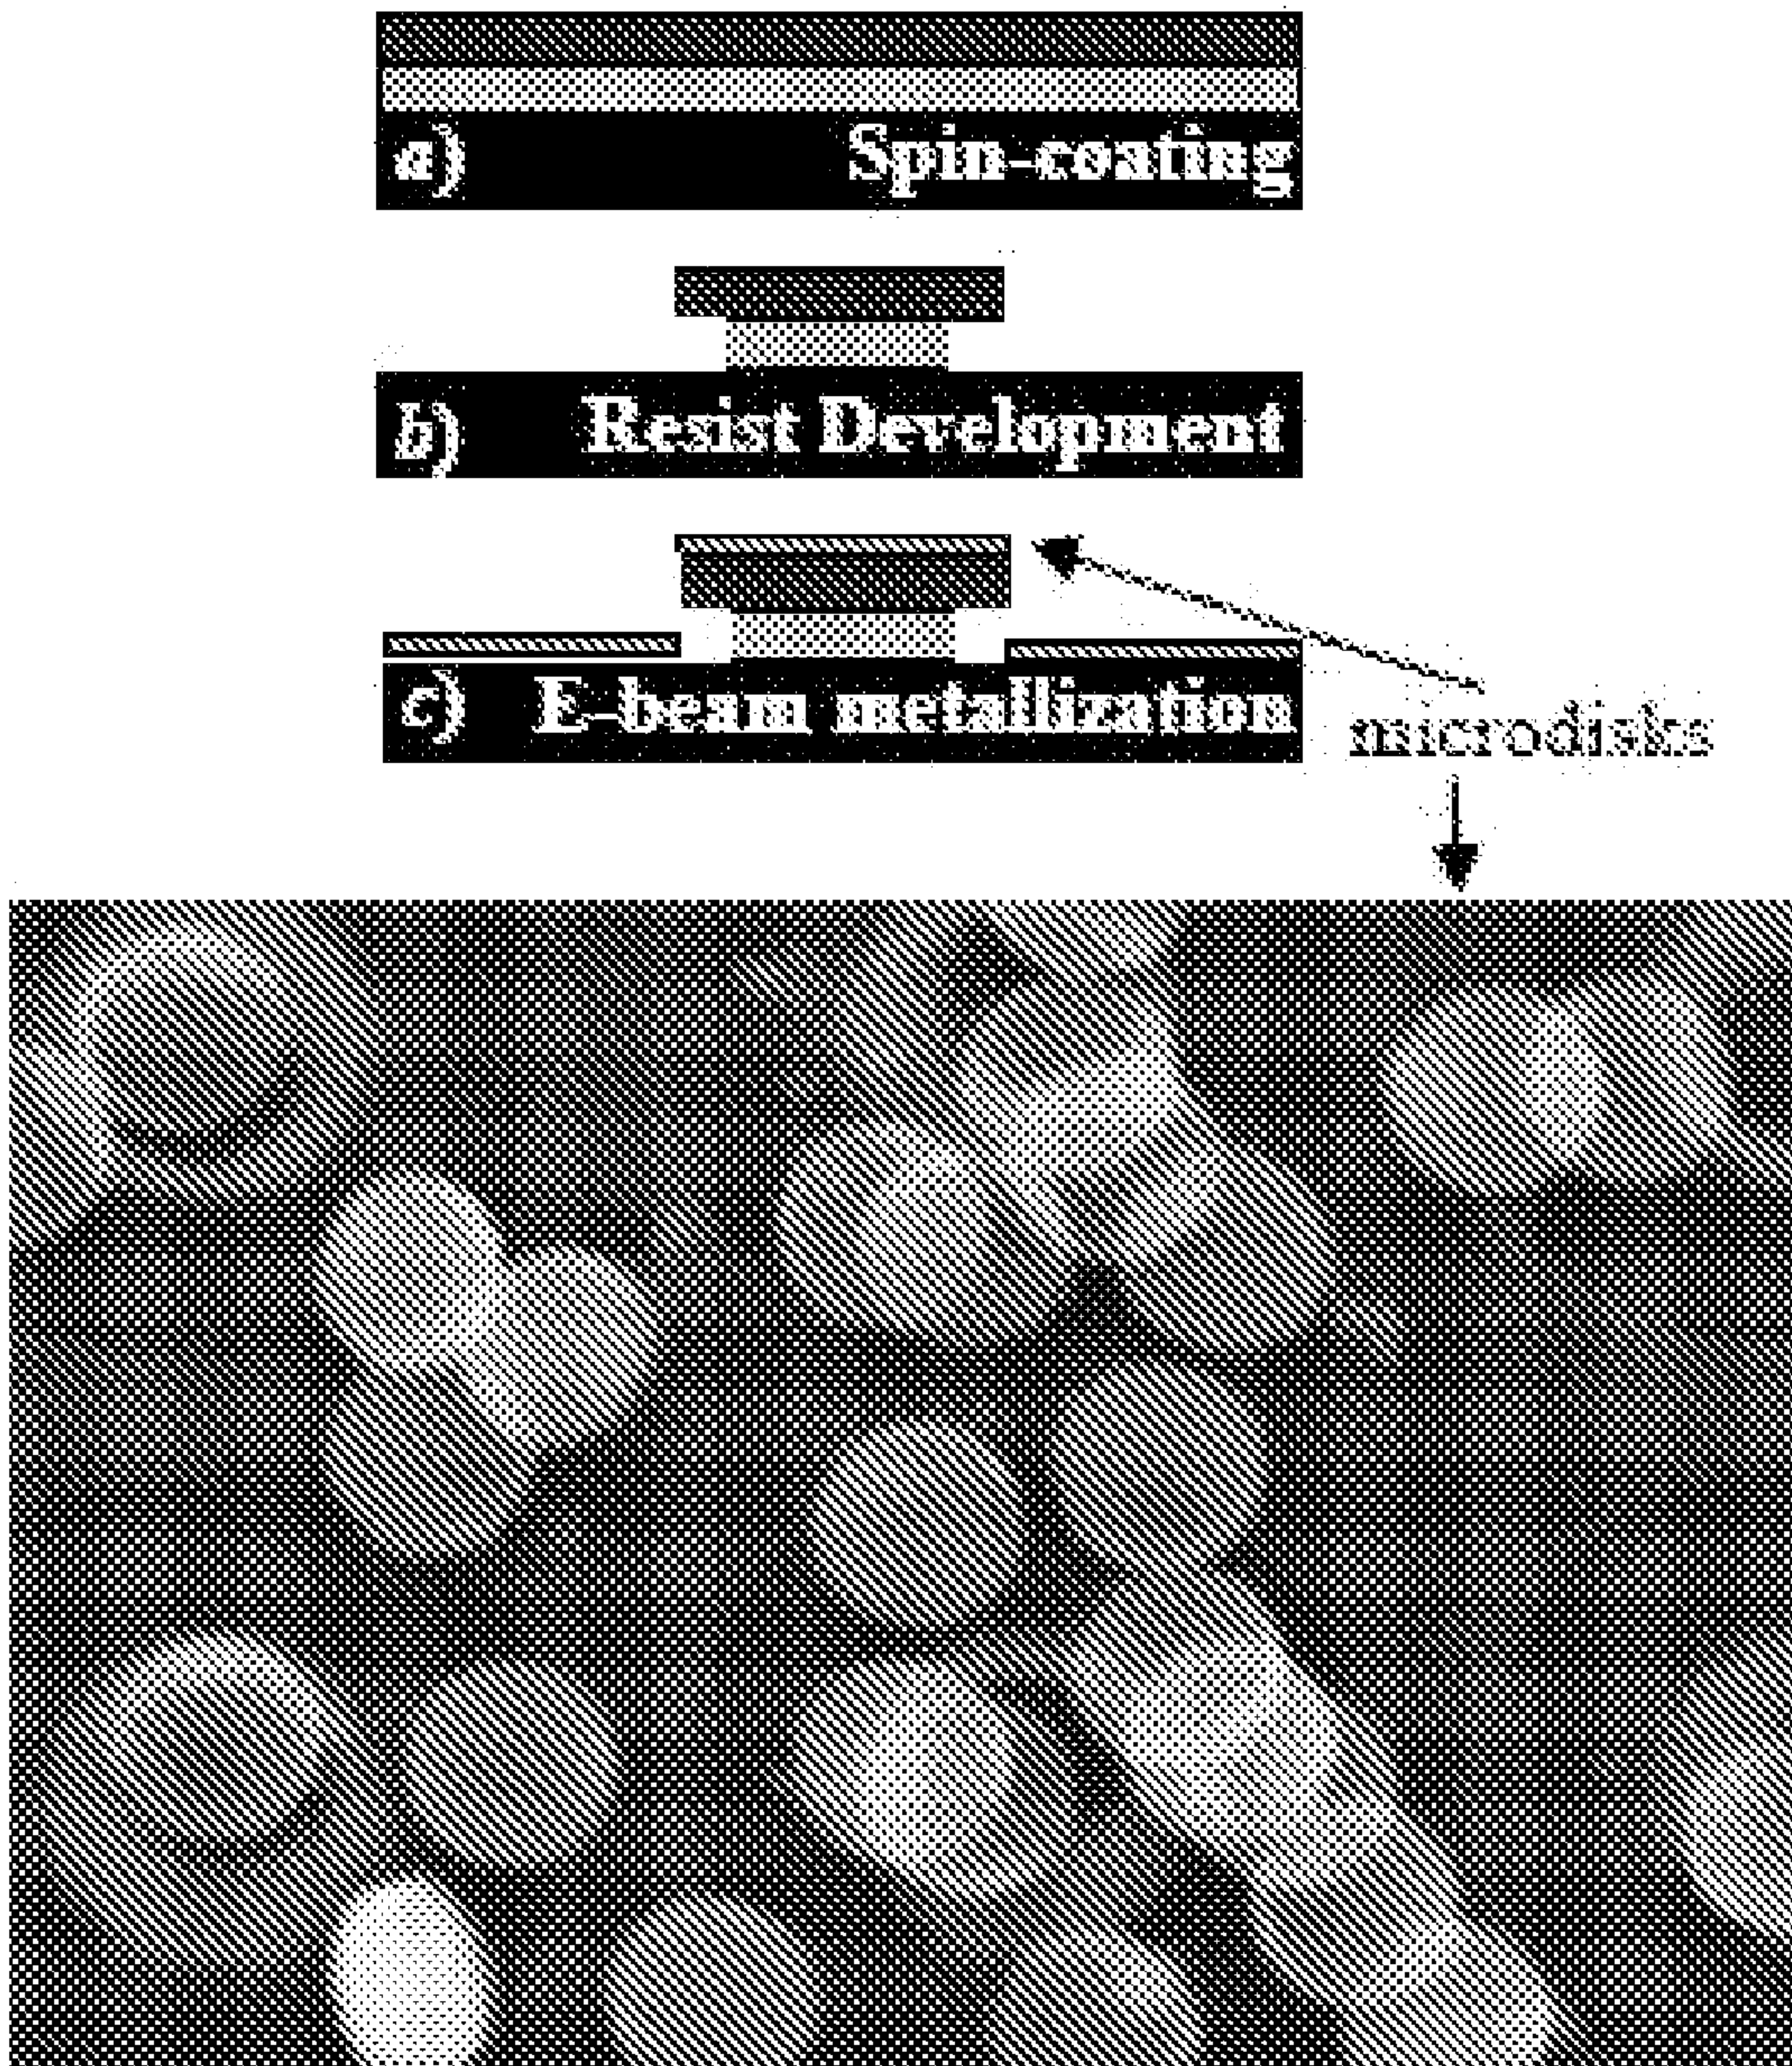 a) Spin-coating
b) Resist Development
c) E-beam metallization
microdisks